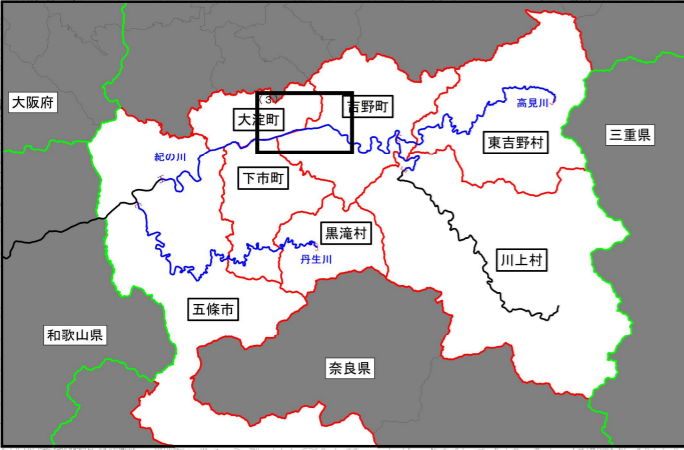 (3)
大阪府
大淀町
吉野町
高見川
東吉野村
三重県
紀の川
下市町
黒滝村
丹生川
川上村
五條市
和歌山県
奈良県